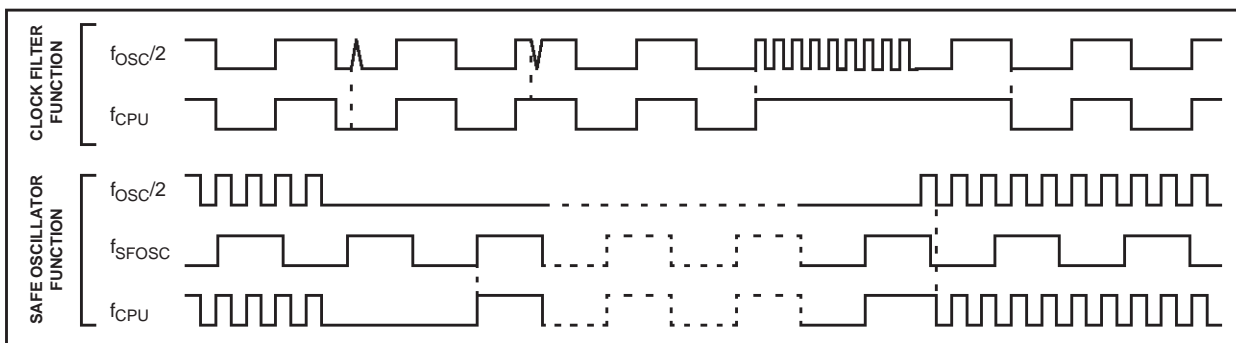 CLOCK FILTER
FUNCTION
fOSC/2
fCPU
SAFE OSCILLATOR
FUNCTION
fOSC/2
fSFOSC
fCPU